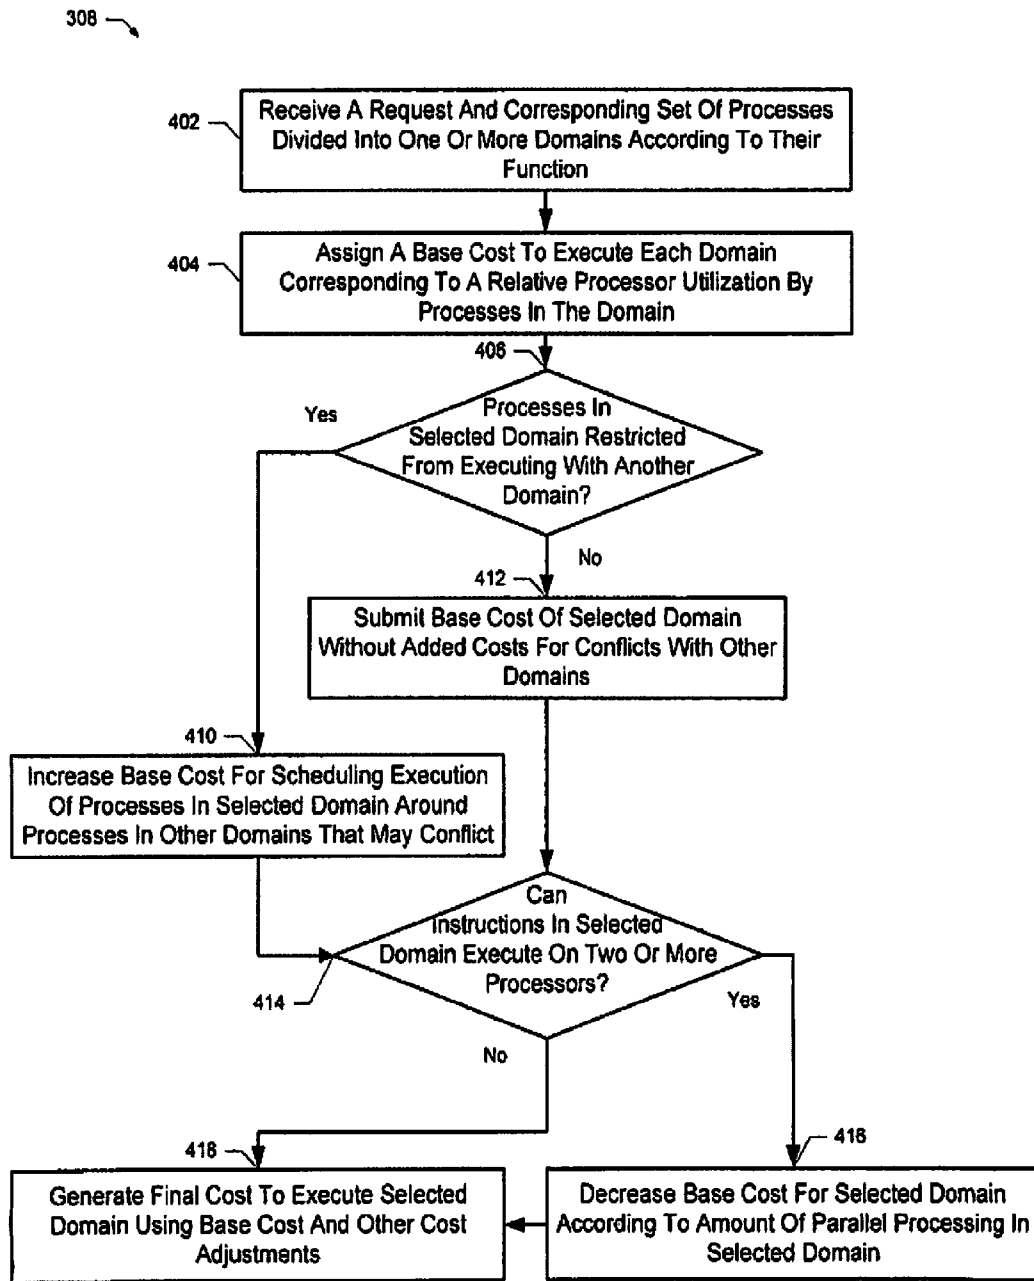 308
402
Receive A Request And Corresponding Set Of Processes
Divided Into One Or More Domains According To Their
Function
404
Assign A Base Cost To Execute Each Domain
Corresponding To A Relative Processor Utilization By
Processes In The Domain
406
Yes
Processes In
Selected Domain Restricted
From Executing With Another
Domain?
No
412
Submit Base Cost Of Selected Domain
Without Added Costs For Conflicts With Other
Domains
410
Increase Base Cost For Scheduling Execution
Of Processes In Selected Domain Around
Processes In Other Domains That May Conflict
Can
Instructions In Selected
Domain Execute On Two Or More
Processors?
414
Yes
No
418
Generate Final Cost To Execute Selected
Domain Using Base Cost And Other Cost
Adjustments
416
Decrease Base Cost For Selected Domain
According To Amount Of Parallel Processing In
Selected Domain